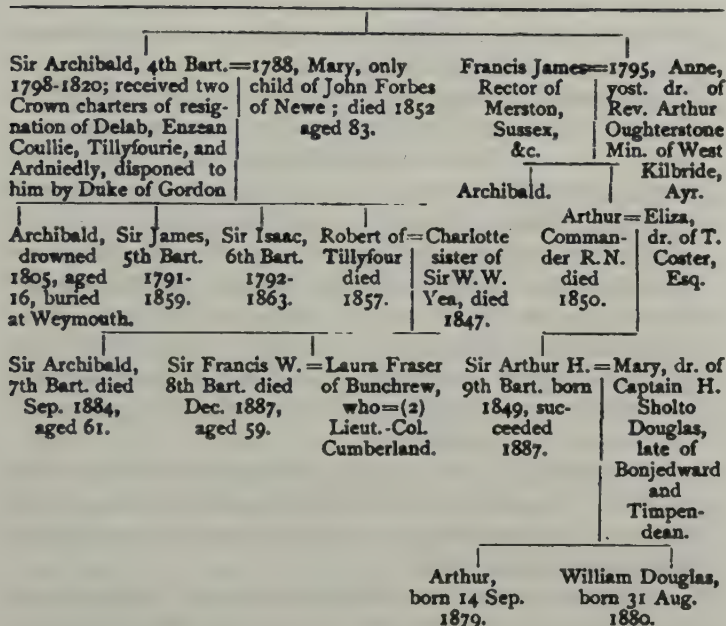 Sir Archibald, 4th Bart.=1788, Mary, only
1798-1820; received two child of John Forbes
Crown charters of resig- of Newe; died 1852
nation of Delab, Enzean aged 83.
Coullie, Tillyfourie, and
Ardniedly, disponed to
him by Duke of Gordon
Francis James=1795, Anne,
Rector of yost. dr. of
Merston, Rev. Arthur
Sussex, Oughterstone
&c. Min. of West
Kilbride,
Archibald. Ayr.
Archibald,
drowned
1805, aged
16, buried
at Weymouth.
Sir James,
5th Bart.
1791-
1859.
Sir Isaac,
6th Bart.
1792-
1863.
Robert of=Charlotte
Tillyfour sister of
died Sir W. W.
1857. Yea, died
1847.
Arthur=Eliza,
Comman- dr. of T.
der R.N. Coster,
died Esq.
1850.
Sir Archibald,
7th Bart. died
Sep. 1884,
aged 61.
Sir Francis W.=Laura Fraser
8th Bart. died of Bunchrew,
Dec. 1887, who=(2)
aged 59. Lieut.-Col.
Cumberland.
Sir Arthur H.=Mary, dr. of
9th Bart. born Captain H.
1849, suc- Sholto
ceeded Douglas,
1887. late of
Bonjedward
and
Timpen-
dean.
Arthur,
born 14 Sep.
1879.
William Douglas,
born 31 Aug.
1880.